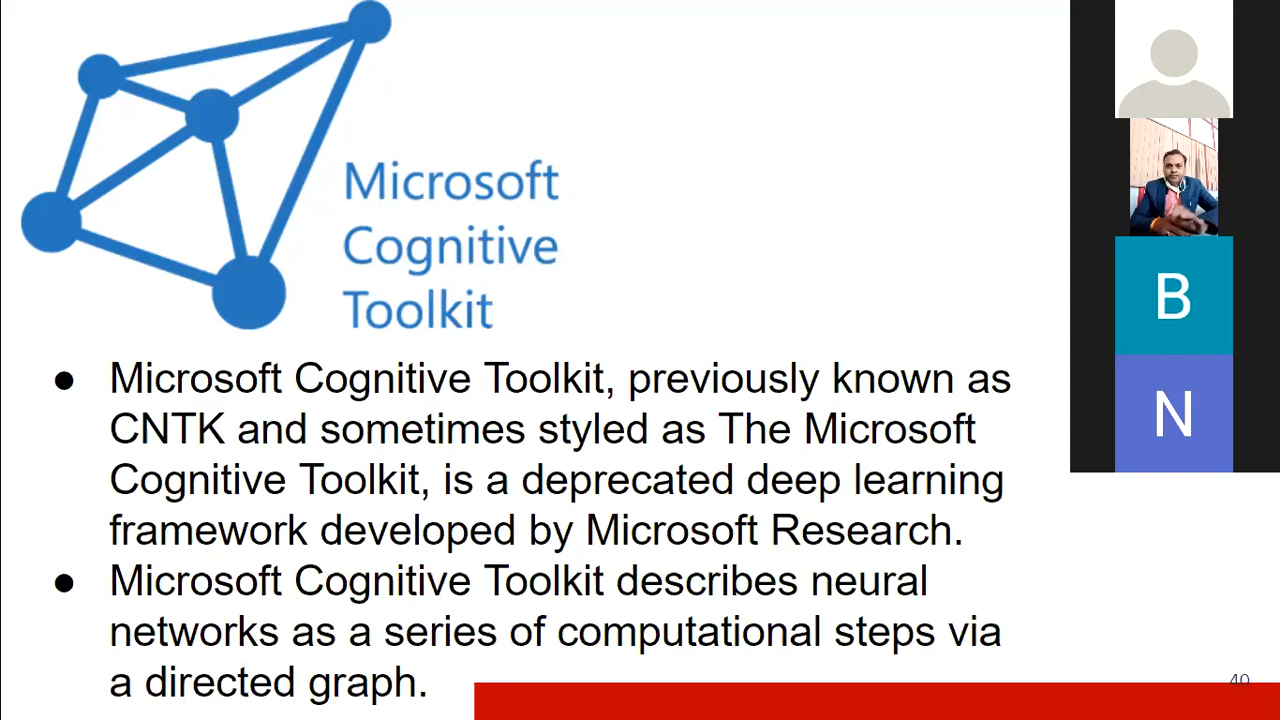 Microsoft
Cognitive
Toolkit
● Microsoft Cognitive Toolkit, previously known as
CNTK and sometimes styled as The Microsoft
Cognitive Toolkit, is a deprecated deep learning
framework developed by Microsoft Research.
● Microsoft Cognitive Toolkit describes neural
networks as a series of computational steps via
a directed graph.
40
B
N